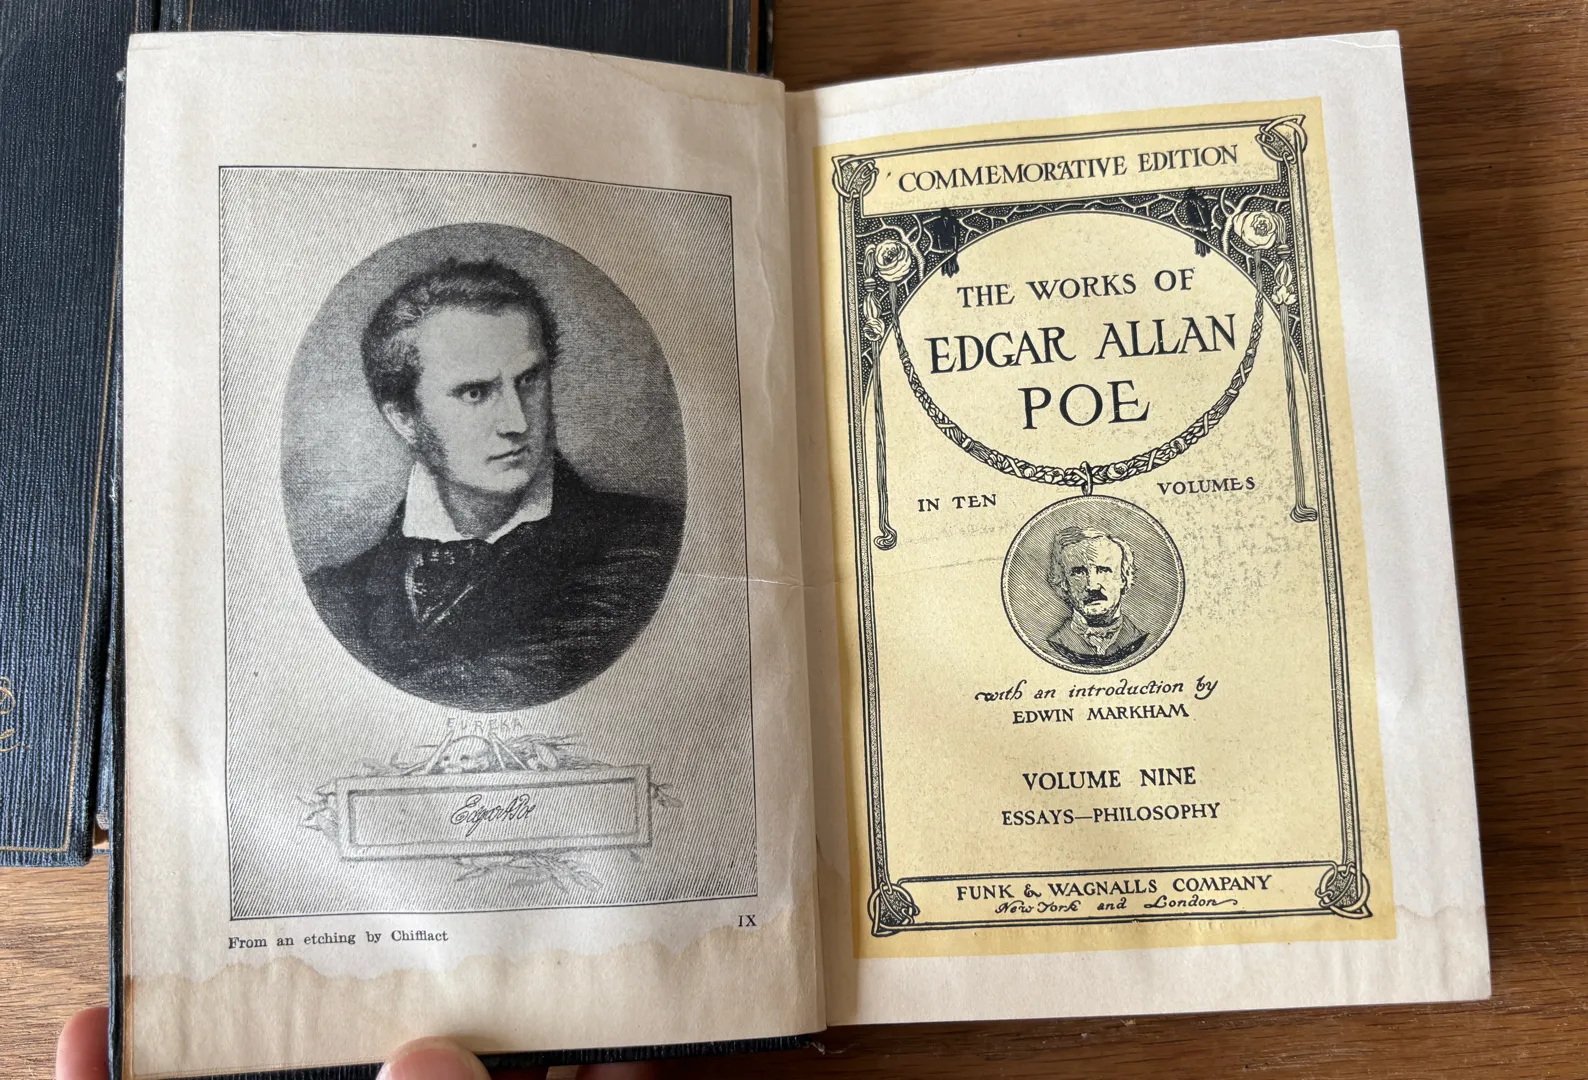 EUREKA
Edgar A Poe
IX
From an etching by Chifflact
COMMEMORATIVE EDITION
THE WORKS OF
EDGAR ALLAN
POE
IN TEN VOLUMES
with an introduction by
EDWIN MARKHAM
VOLUME NINE
ESSAYS—PHILOSOPHY
FUNK & WAGNALLS COMPANY
New York and London